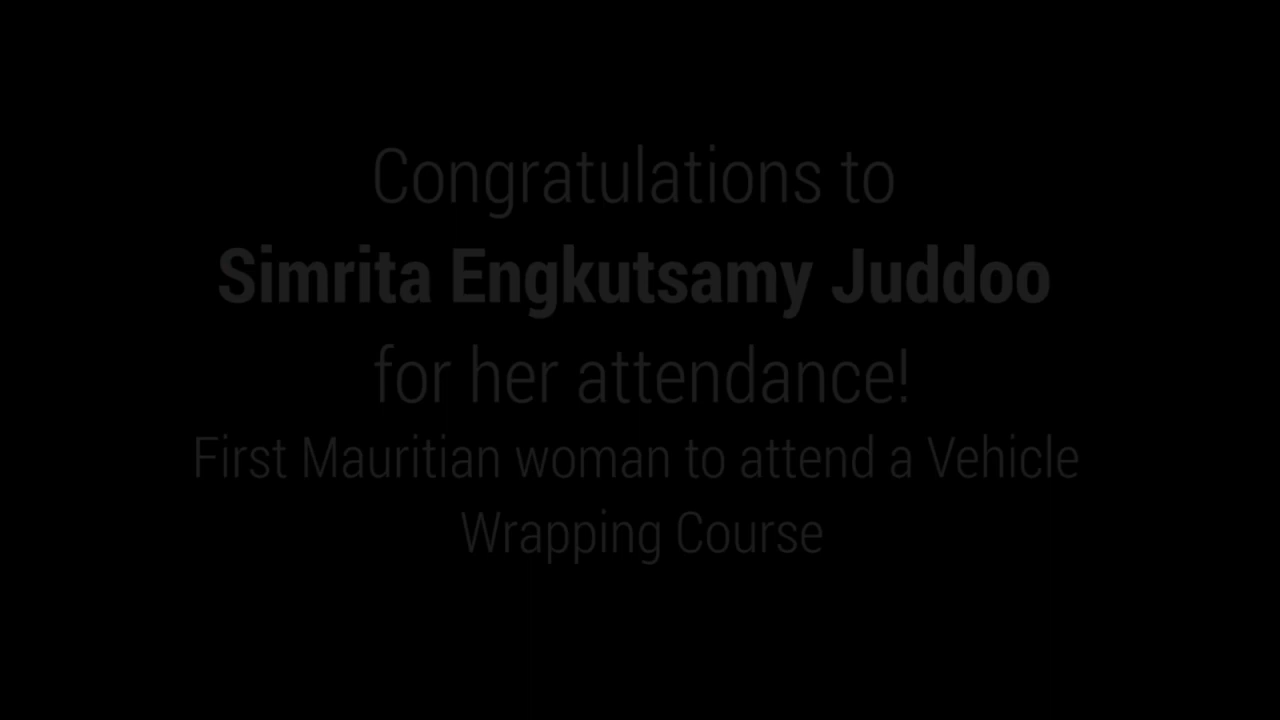 Congratulations to
Simrita Engkutsamy Juddoo
for her attendance!
First Mauritian woman to attend a Vehicle
Wrapping Course